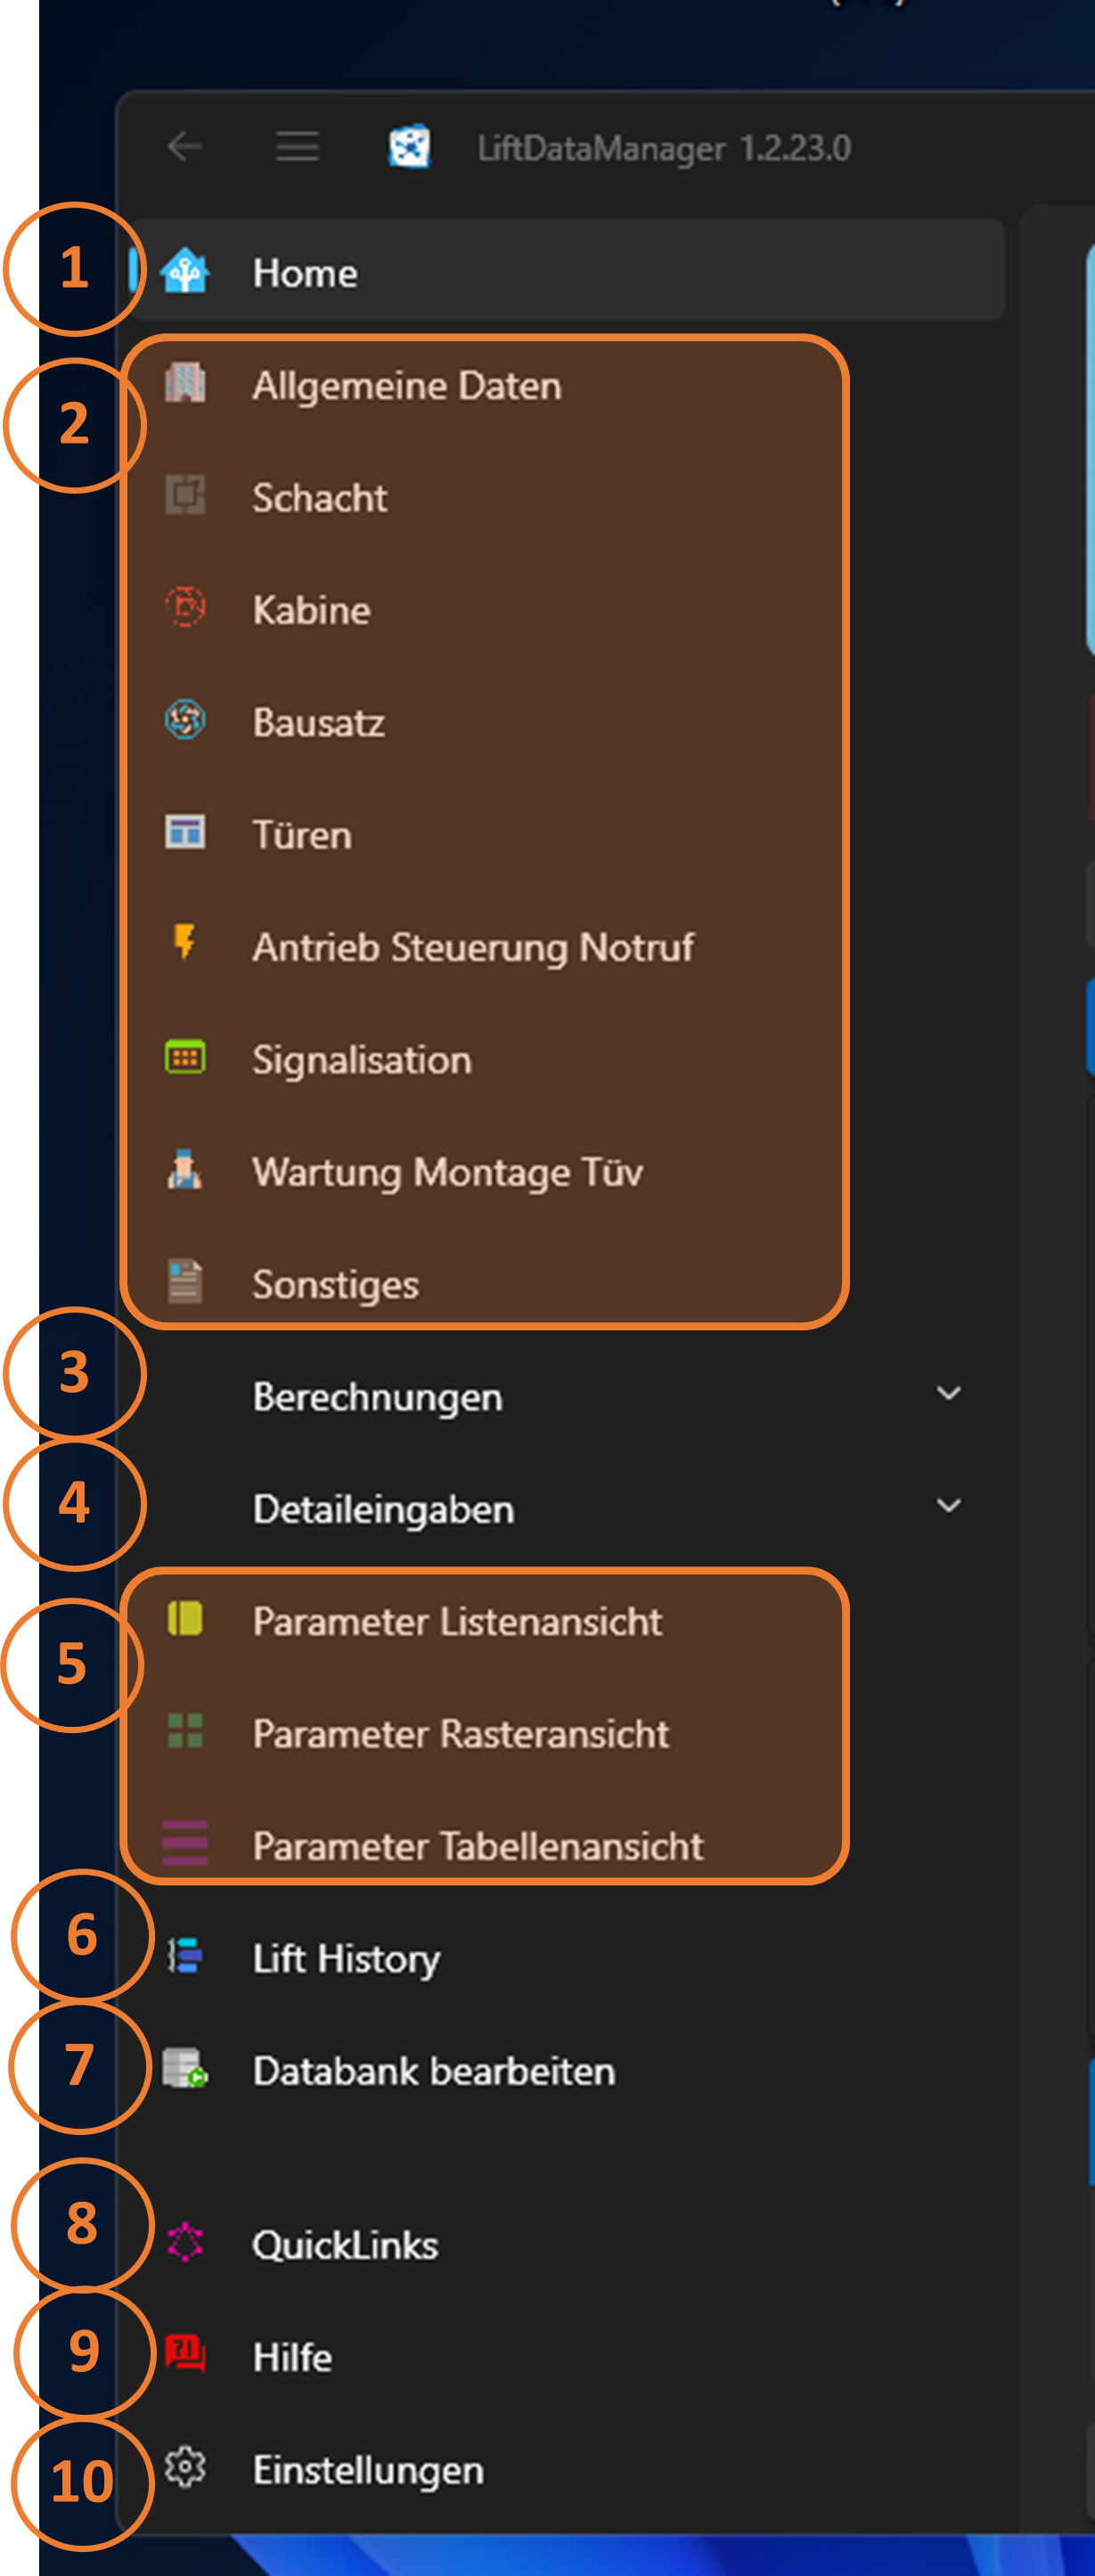 LiftDataManager 1.2.23.0
1 Home
2 Allgemeine Daten
Schacht
Kabine
Bausatz
Türen
Antrieb Steuerung Notruf
Signalisation
Wartung Montage Tüv
Sonstiges
3 Berechnungen
4 Detaileingaben
5 Parameter Listenansicht
Parameter Rasteransicht
Parameter Tabellenansicht
6 Lift History
7 Databank bearbeiten
8 QuickLinks
9 Hilfe
10 Einstellungen